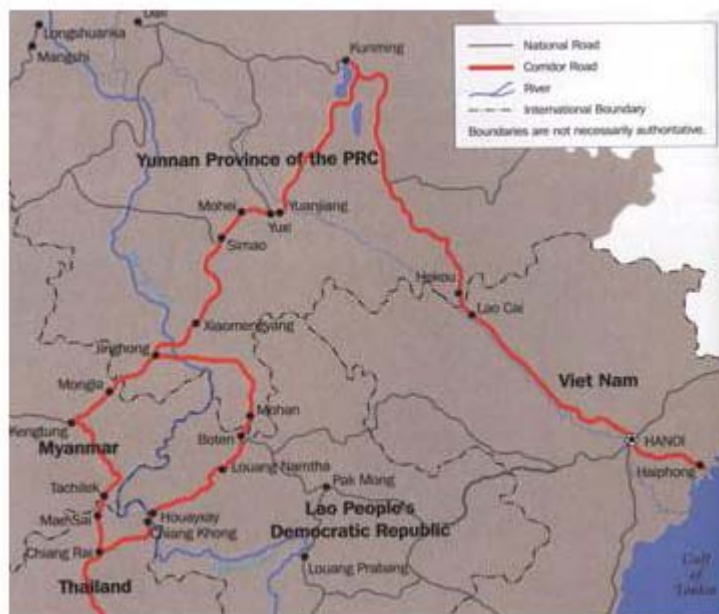 Dali
Longshuanka
Mangshi
Kunming
National Road
Corridor Road
River
International Boundary
Boundaries are not necessarily authoritative.
Yunnan Province of the PRC
Mohei
Yuanjiang
Yuxi
Simao
Hekou
Lao Cai
Xiaomengyang
Jinghong
Viet Nam
Mongla
Mohan
Kengtung
Myanmar
Boten
HANOI
Louang Namtha
Haiphong
Tachilek
Pak Mong
Mae Sai
Houayxay
Lao People's
Democratic Republic
Chiang Khong
Chiang Rai
Louang Prabang
Thailand
Gulf
of
Tonkin